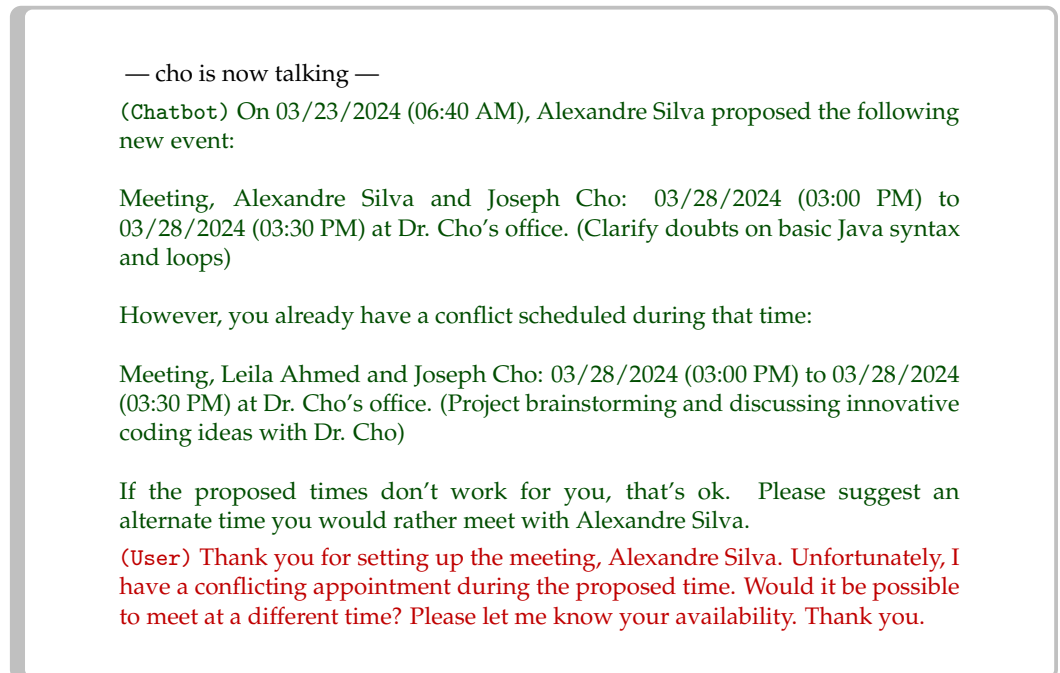 — cho is now talking —
(Chatbot) On 03/23/2024 (06:40 AM), Alexandre Silva proposed the following
new event:
Meeting, Alexandre Silva and Joseph Cho: 03/28/2024 (03:00 PM) to
03/28/2024 (03:30 PM) at Dr. Cho's office. (Clarify doubts on basic Java syntax
and loops)
However, you already have a conflict scheduled during that time:
Meeting, Leila Ahmed and Joseph Cho: 03/28/2024 (03:00 PM) to 03/28/2024
(03:30 PM) at Dr. Cho's office. (Project brainstorming and discussing innovative
coding ideas with Dr. Cho)
If the proposed times don't work for you, that's ok. Please suggest an
alternate time you would rather meet with Alexandre Silva.
(User) Thank you for setting up the meeting, Alexandre Silva. Unfortunately, I
have a conflicting appointment during the proposed time. Would it be possible
to meet at a different time? Please let me know your availability. Thank you.